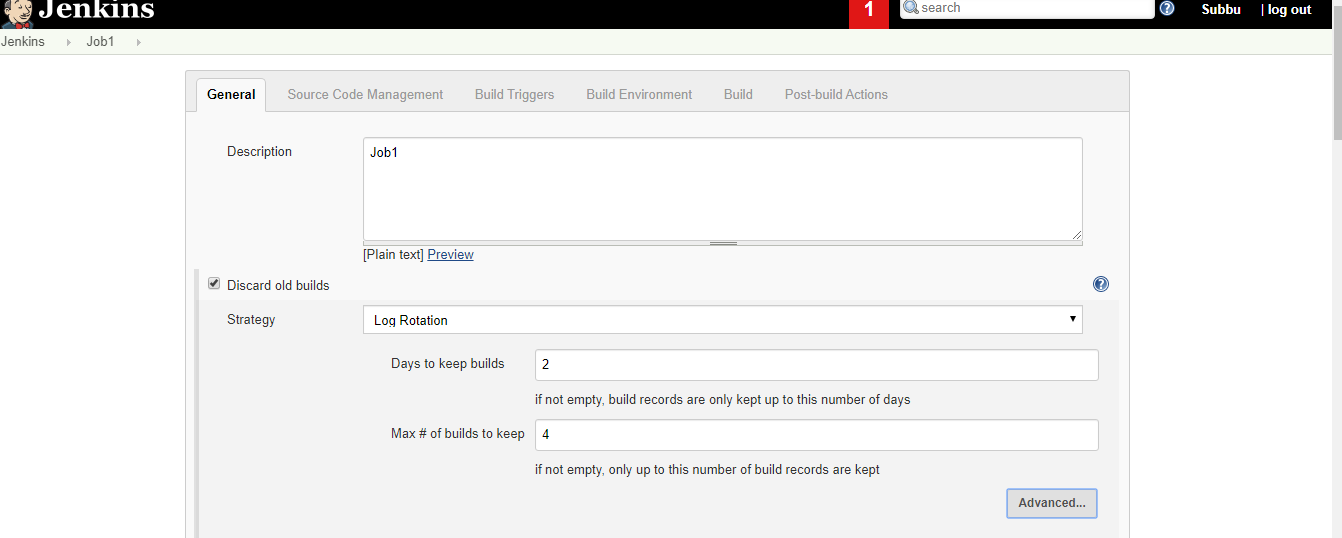 Jenkins
1
search
Subbu
| log out
Jenkins
Job1
General
Source Code Management
Build Triggers
Build Environment
Build
Post-build Actions
Description
Job1
[Plain text] Preview
Discard old builds
Strategy
Log Rotation
Days to keep builds
2
if not empty, build records are only kept up to this number of days
Max # of builds to keep
4
if not empty, only up to this number of build records are kept
Advanced...